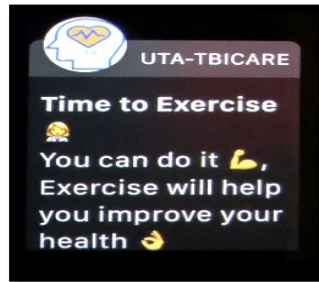 UTA-TBICARE
Time to Exercise
🙍
You can do it 💪,
Exercise will help
you improve your
health 👌